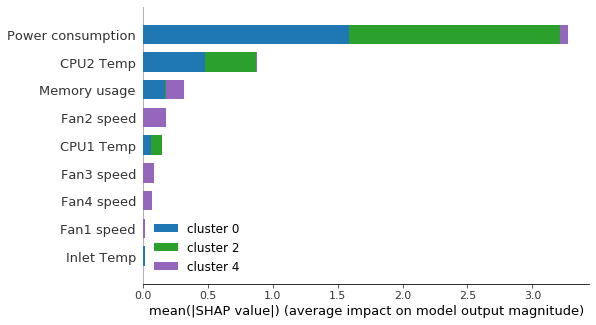 Power consumption
CPU2 Temp
Memory usage
Fan2 speed
CPU1 Temp
Fan3 speed
Fan4 speed
Fan1 speed
Inlet Temp
cluster 0
cluster 2
cluster 4
0.0 0.5 1.0 1.5 2.0 2.5 3.0
mean(|SHAP value|) (average impact on model output magnitude)